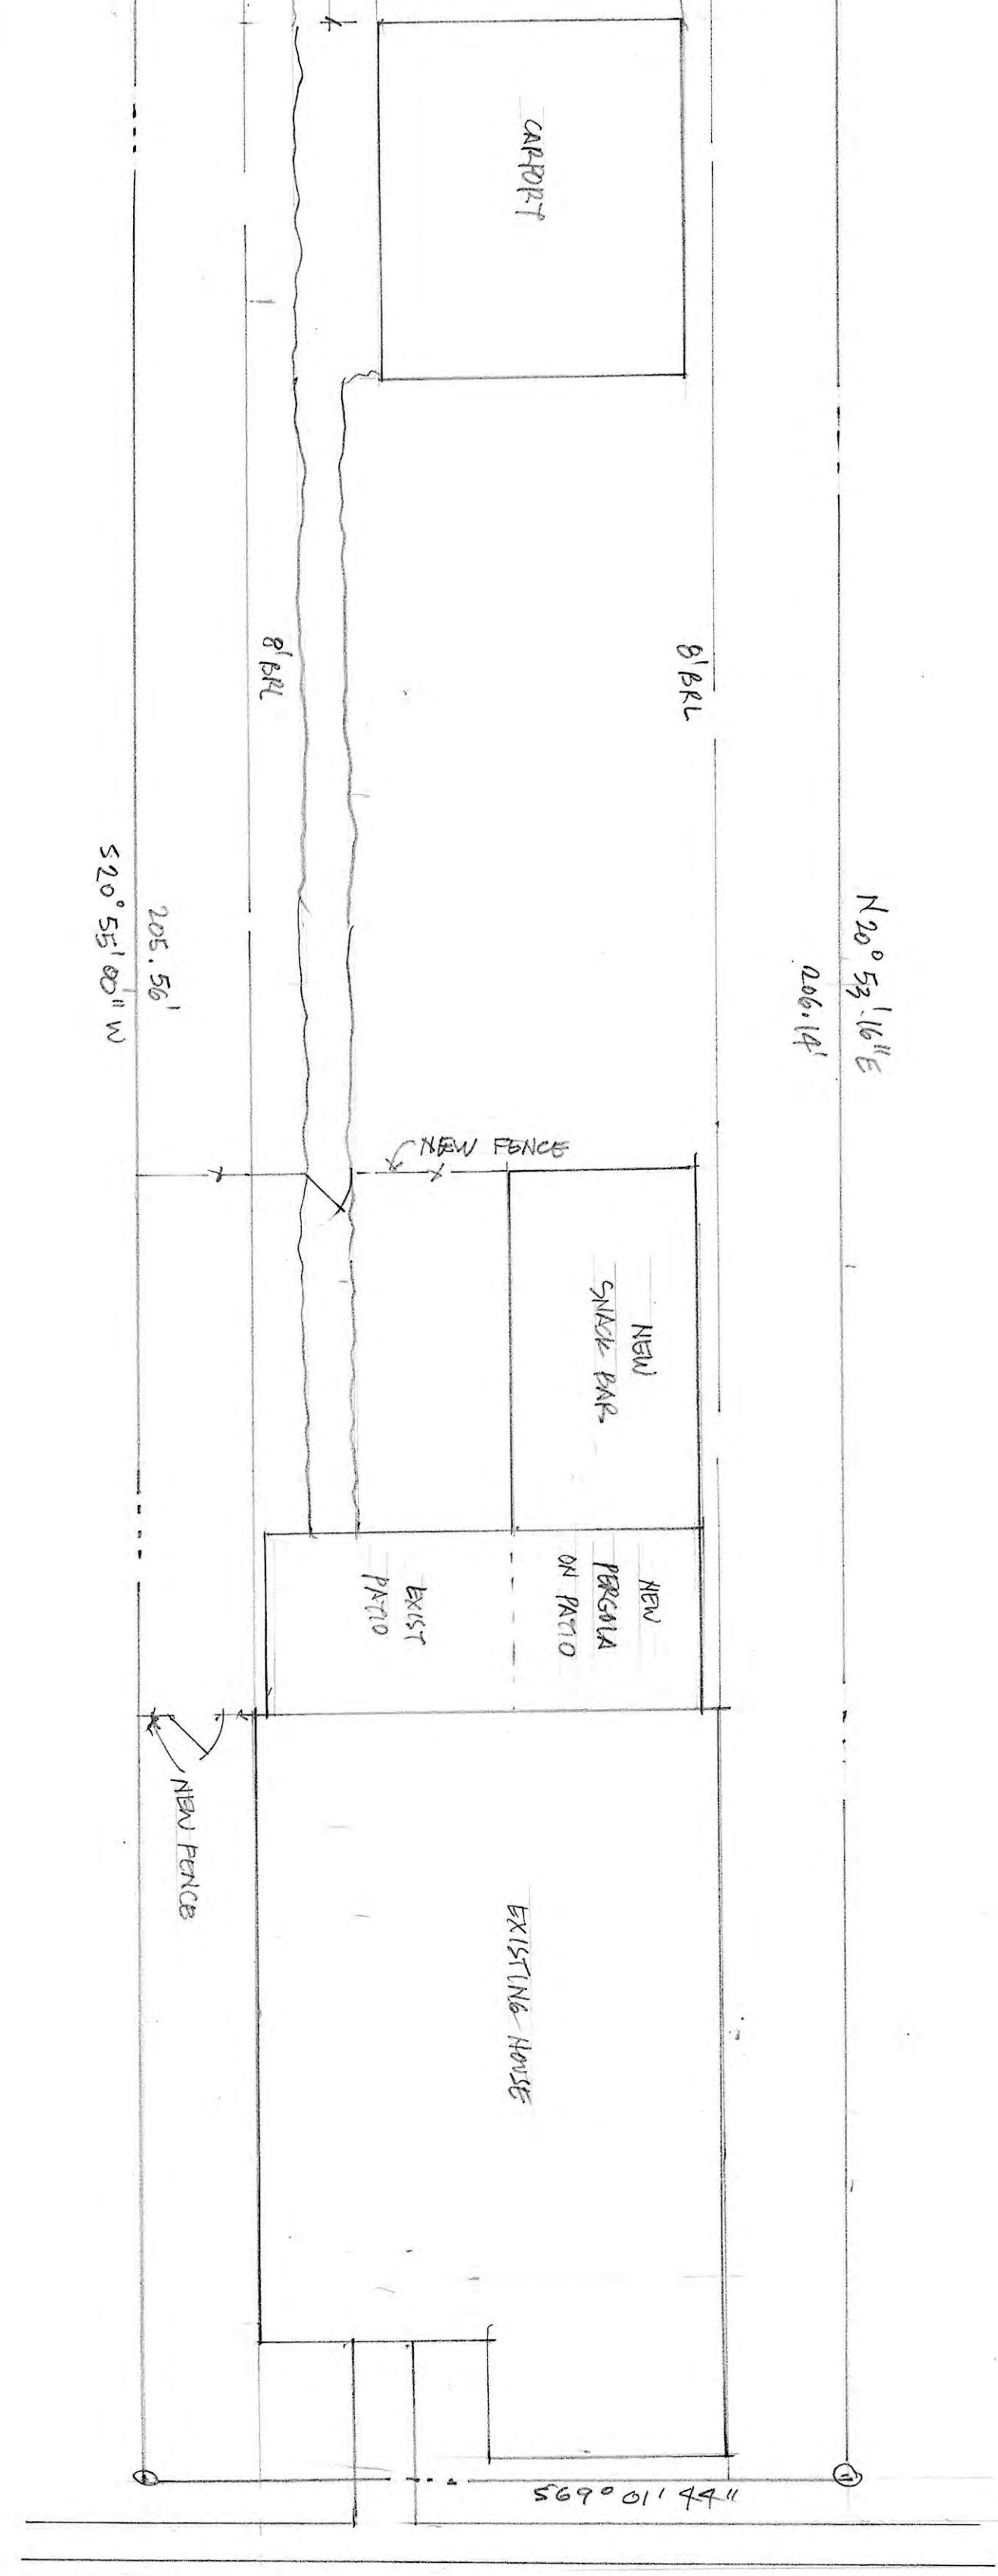 CARPORT
8' BRL
8' BRL
S20° 55' 00" W
205.56'
N20° 53' 16" E
206.14'
NEW FENCE
NEW
SNACK BAR
NEW
PERGOLA
ON PATIO
EXIST
PATIO
NEW FENCE
EXISTING HOUSE
S69° 01' 44"